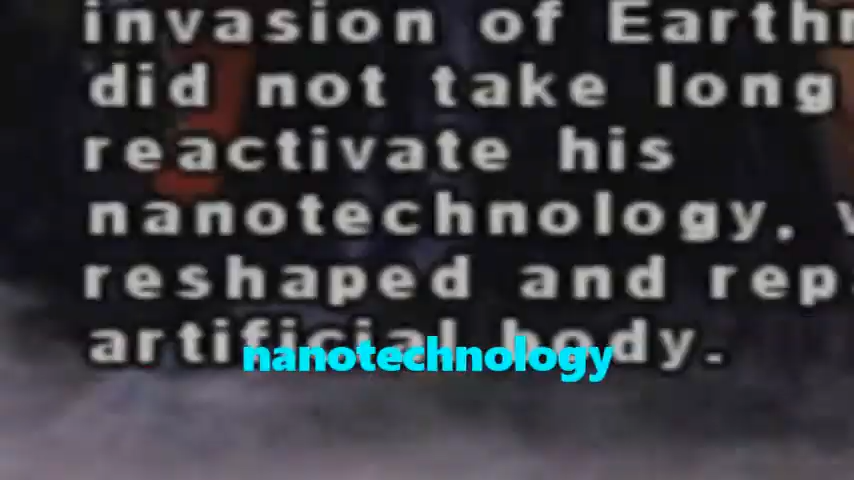 invasion of Earth
did not take long
reactivate his
nanotechnology,
reshaped and rep
artificial body.
nanotechnology